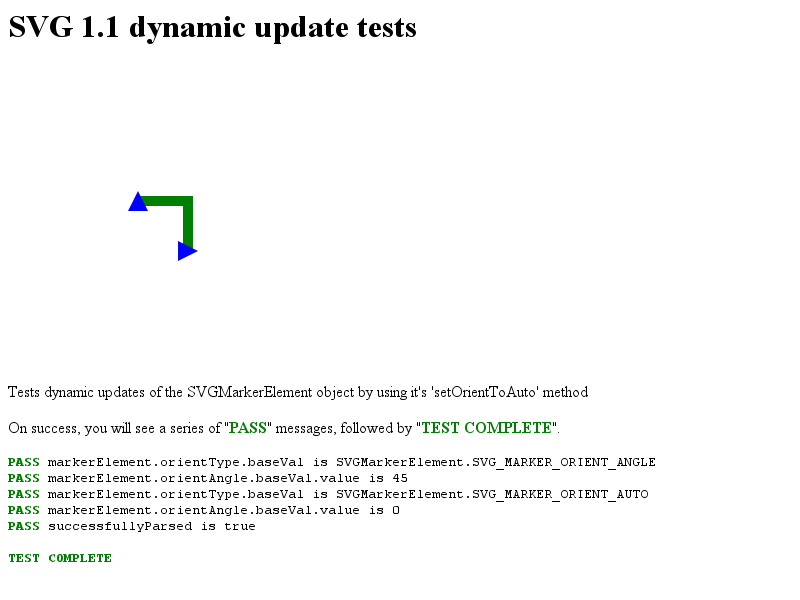 SVG 1.1 dynamic update tests
Tests dynamic updates of the SVGMarkerElement object by using it's 'setOrientToAuto' method
On success, you will see a series of "PASS" messages, followed by "TEST COMPLETE".
PASS markerElement.orientType.baseVal is SVGMarkerElement.SVG_MARKER_ORIENT_ANGLE
PASS markerElement.orientAngle.baseVal.value is 45
PASS markerElement.orientType.baseVal is SVGMarkerElement.SVG_MARKER_ORIENT_AUTO
PASS markerElement.orientAngle.baseVal.value is 0
PASS successfullyParsed is true
TEST COMPLETE